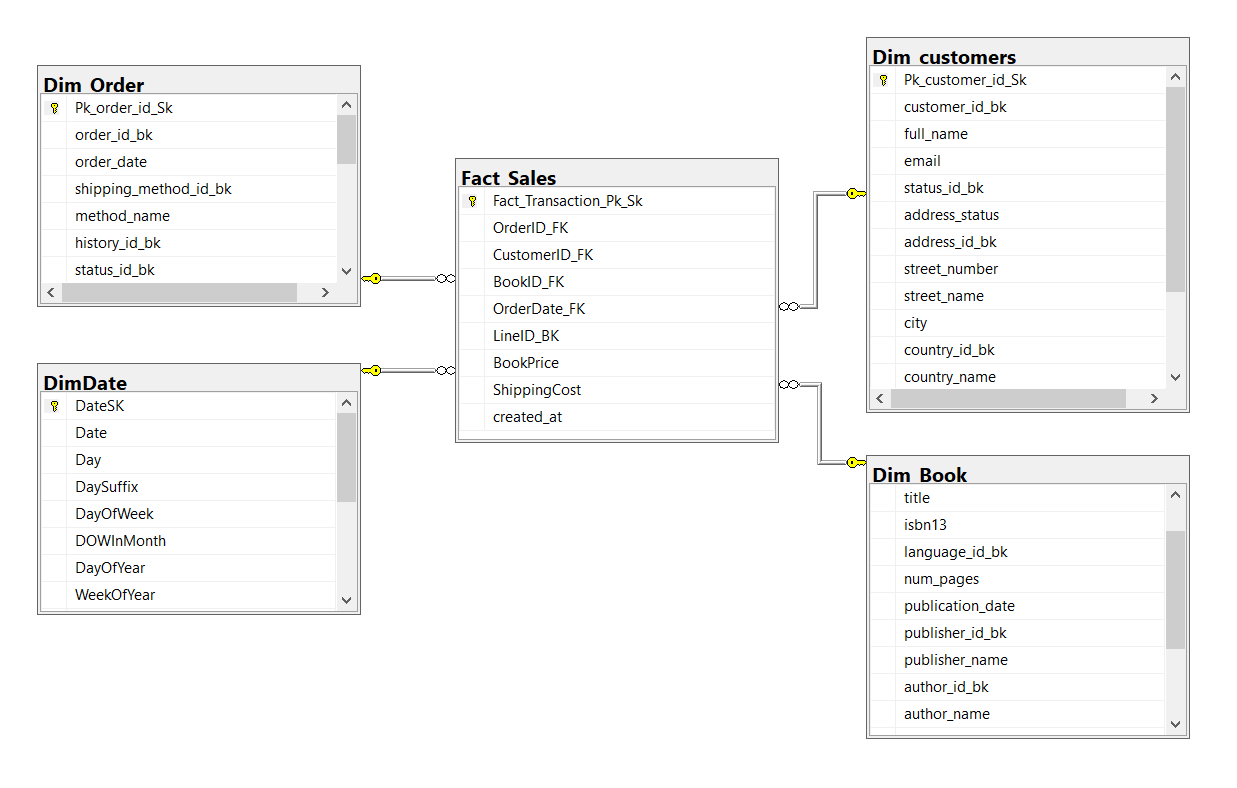 Dim_Order
Pk_order_id_Sk
order_id_bk
order_date
shipping_method_id_bk
method_name
history_id_bk
status_id_bk
DimDate
DateSK
Date
Day
DaySuffix
DayOfWeek
DOWInMonth
DayOfYear
WeekOfYear
Fact_Sales
Fact_Transaction_Pk_Sk
OrderID_FK
CustomerID_FK
BookID_FK
OrderDate_FK
LineID_BK
BookPrice
ShippingCost
created_at
Dim_customers
Pk_customer_id_Sk
customer_id_bk
full_name
email
status_id_bk
address_status
address_id_bk
street_number
street_name
city
country_id_bk
country_name
Dim_Book
title
isbn13
language_id_bk
num_pages
publication_date
publisher_id_bk
publisher_name
author_id_bk
author_name